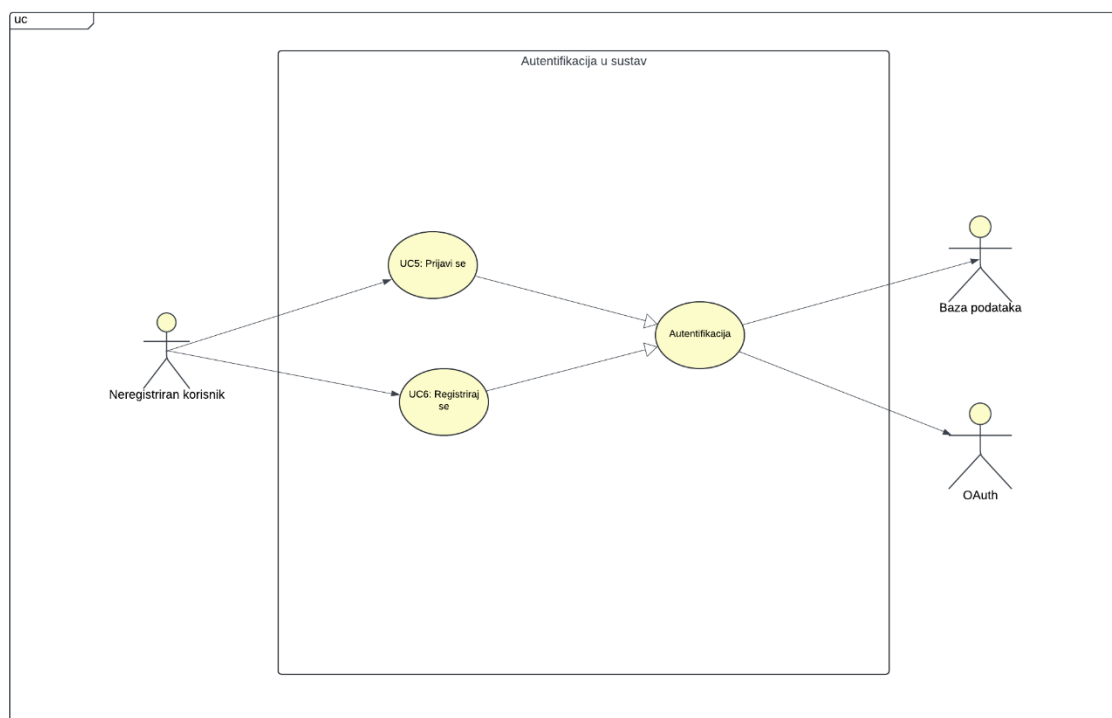 uc
Autentifikacija u sustav
UC5: Prijavi se
Baza podataka
Autentifikacija
Neregistriran korisnik
UC6: Registriraj
se
OAuth